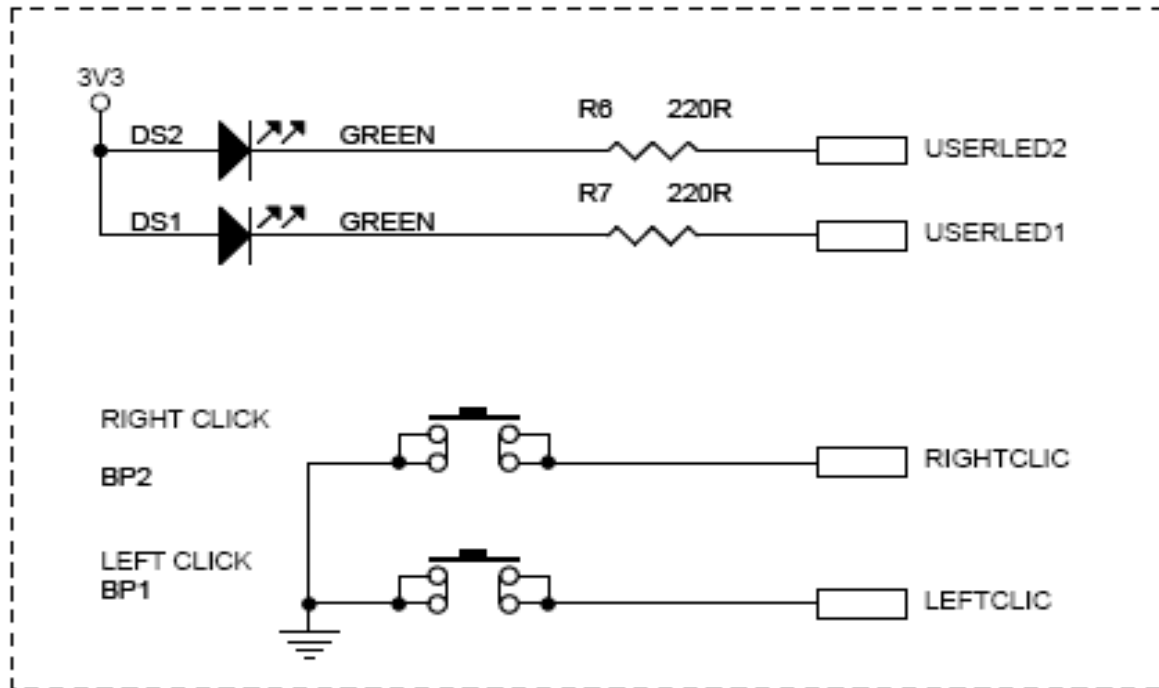 3V3
R6 220R
DS2 GREEN USERLED2
R7 220R
DS1 GREEN USERLED1
RIGHT CLICK
BP2 RIGHTCLIC
LEFT CLICK
BP1 LEFTCLIC